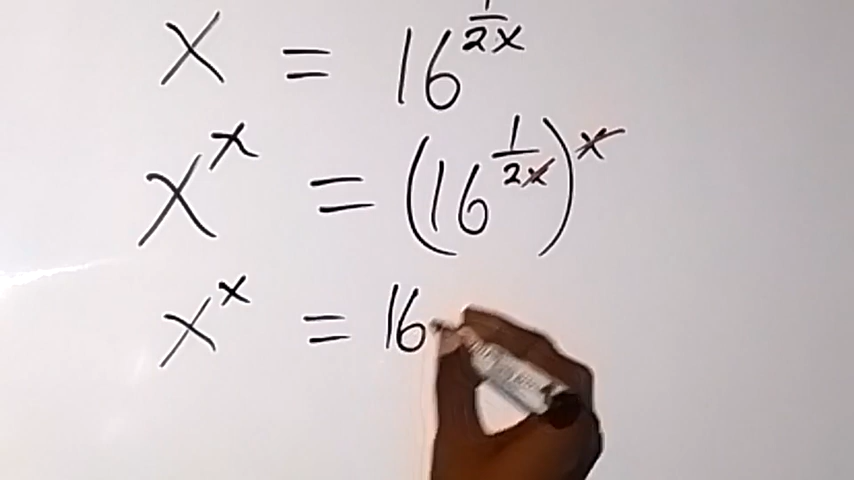 x = 16^(1/2x)
x^x = (16^(1/2x))^x
x^x = 16